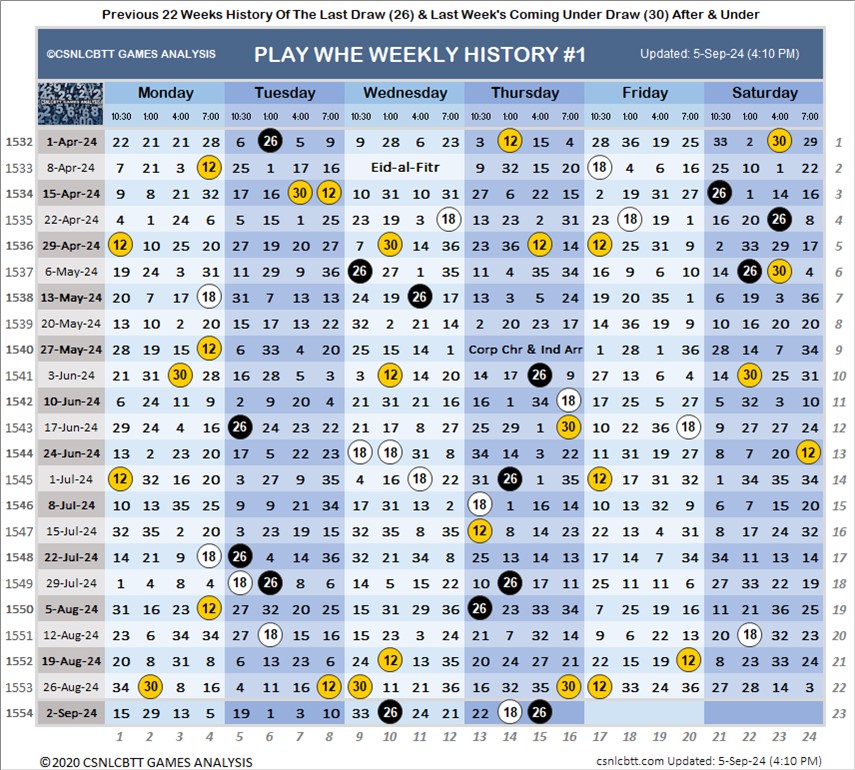 Previous 22 Weeks History Of The Last Draw (26) & Last Week's Coming Under Draw (30) After & Under
©CSNLCBTT GAMES ANALYSIS PLAY WHE WEEKLY HISTORY #1 Updated: 5-Sep-24 (4:10 PM)
CSNLCBTT GAMES ANALYSIS
Monday Tuesday Wednesday Thursday Friday Saturday
10:30 1:00 4:00 7:00 10:30 1:00 4:00 7:00 10:30 1:00 4:00 7:00 10:30 1:00 4:00 7:00 10:30 1:00 4:00 7:00 10:30 1:00 4:00 7:00
1532 1-Apr-24 22 21 21 28 6 26 5 9 9 28 6 23 3 12 15 4 28 36 19 25 33 2 30 29 1
1533 8-Apr-24 7 21 3 12 25 1 17 16 Eid-al-Fitr 9 32 15 20 18 4 6 16 25 10 1 22 2
1534 15-Apr-24 9 8 21 32 17 16 30 12 10 31 10 31 27 6 22 15 2 19 31 27 26 1 14 16 3
1535 22-Apr-24 4 1 24 6 5 15 1 25 23 19 3 18 13 23 2 31 23 18 19 1 16 20 26 8 4
1536 29-Apr-24 12 10 25 20 27 19 20 27 7 30 14 36 23 36 12 14 12 25 31 9 2 33 29 17 5
1537 6-May-24 19 24 3 31 11 29 9 36 26 27 1 35 11 4 35 34 16 9 6 10 14 26 30 4 6
1538 13-May-24 20 7 17 18 31 7 13 13 24 19 26 17 13 3 5 24 19 20 35 1 6 19 3 36 7
1539 20-May-24 13 10 2 20 15 17 13 22 32 2 21 14 2 20 23 17 14 36 19 9 10 16 20 20 8
1540 27-May-24 28 19 15 12 6 33 4 20 25 15 14 1 Corp Chr & Ind Arr 1 28 1 36 28 14 7 34 9
1541 3-Jun-24 21 31 30 28 16 28 5 3 3 12 14 20 14 17 26 9 27 13 6 4 22 30 25 31 10
1542 10-Jun-24 6 24 11 9 2 9 20 4 21 31 21 16 16 1 34 18 17 25 5 27 5 32 3 10 11
1543 17-Jun-24 29 24 4 16 26 24 23 22 21 17 8 27 25 29 1 30 10 22 36 18 9 27 27 24 12
1544 24-Jun-24 13 2 23 20 17 5 22 23 18 18 31 8 34 14 3 22 11 31 19 27 8 7 20 12 13
1545 1-Jul-24 12 32 16 20 3 27 9 35 4 16 18 22 31 26 1 35 12 17 31 32 1 34 35 34 14
1546 8-Jul-24 10 13 35 25 9 9 21 34 17 31 13 2 18 1 16 14 10 13 32 9 6 7 15 20 15
1547 15-Jul-24 32 35 2 20 3 23 19 15 32 35 8 35 12 8 14 23 22 13 4 31 8 17 24 32 16
1548 22-Jul-24 14 21 9 18 26 4 14 36 32 21 34 8 25 13 14 13 17 14 7 34 34 11 13 14 17
1549 29-Jul-24 1 4 8 4 18 26 8 6 14 5 15 22 10 26 17 11 25 11 11 6 27 33 22 19 18
1550 5-Aug-24 31 16 23 12 27 32 20 25 15 31 29 36 26 23 33 34 7 25 19 16 11 21 36 25 19
1551 12-Aug-24 23 6 34 34 27 18 15 16 15 23 3 24 21 7 14 12 9 6 22 13 20 18 32 23 20
1552 19-Aug-24 20 8 31 8 6 13 23 6 24 12 13 35 20 24 27 21 22 15 19 12 8 23 33 24 21
1553 26-Aug-24 34 30 8 16 4 11 16 12 30 11 21 36 16 32 35 30 12 33 24 36 27 28 14 3 22
1554 2-Sep-24 15 29 13 5 19 1 3 10 33 26 24 21 22 18 26 23
1 2 3 4 5 6 7 8 9 10 11 12 13 14 15 16 17 18 19 20 21 22 23 24
©2020 CSNLCBTT GAMES ANALYSIS csnlcbtt.com Updated: 5-Sep-24 (4:10 PM)